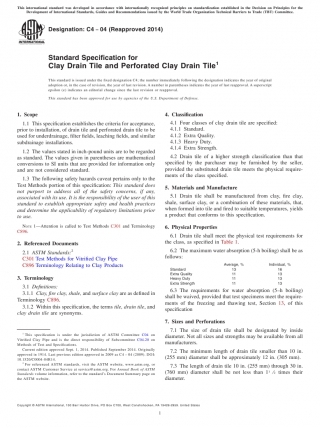 This international standard was developed in accordance with internationally recognized principles on standardization established in the Decision on Principles for the
Development of International Standards, Guides and Recommendations issued by the World Trade Organization Technical Barriers to Trade (TBT) Committee.
Designation: C4 − 04 (Reapproved 2014)
Standard Specification for
Clay Drain Tile and Perforated Clay Drain Tile1
This standard is issued under the fixed designation C4; the number immediately following the designation indicates the year of original
adoption or, in the case of revision, the year of last revision. A number in parentheses indicates the year of last reapproval. A superscript
epsilon (ε) indicates an editorial change since the last revision or reapproval.
This standard has been approved for use by agencies of the U.S. Department of Defense.
1. Scope
1.1 This specification establishes the criteria for acceptance,
prior to installation, of drain tile and perforated drain tile to be
used for underdrainage, filter fields, leaching fields, and similar
subdrainage installations.
1.2 The values stated in inch-pound units are to be regarded
as standard. The values given in parentheses are mathematical
conversions to SI units that are provided for information only
and are not considered standard.
1.3 The following safety hazards caveat pertains only to the
Test Methods portion of this specification: This standard does
not purport to address all of the safety concerns, if any,
associated with its use. It is the responsibility of the user of this
standard to establish appropriate safety and health practices
and determine the applicability of regulatory limitations prior
to use.
NOTE 1—Attention is called to Test Methods C301 and Terminology
C896.
2. Referenced Documents
2.1 ASTM Standards:2
C301 Test Methods for Vitrified Clay Pipe
C896 Terminology Relating to Clay Products
3. Terminology
3.1 Definitions:
3.1.1 Clay, fire clay, shale, and surface clay are as defined in
Terminology C896.
3.1.2 Within this specification, the terms tile, drain tile, and
clay drain tile are synonyms.
1 This specification is under the jurisdiction of ASTM Committee C04 on
Vitrified Clay Pipe and is the direct responsibility of Subcommittee C04.20 on
Methods of Test and Specifications.
Current edition approved Sept. 1, 2014. Published September 2014. Originally
approved in 1914. Last previous edition approved in 2009 as C4 – 04 (2009). DOI:
10.1520/C0004-04R14.
2 For referenced ASTM standards, visit the ASTM website, www.astm.org, or
contact ASTM Customer Service at service@astm.org. For Annual Book of ASTM
Standards volume information, refer to the standard's Document Summary page on
the ASTM website.
4. Classification
4.1 Four classes of clay drain tile are specified:
4.1.1 Standard.
4.1.2 Extra Quality.
4.1.3 Heavy Duty.
4.1.4 Extra Strength.
4.2 Drain tile of a higher strength classification than that
specified by the purchaser may be furnished by the seller,
provided the substituted drain tile meets the physical require-
ments of the class specified.
5. Materials and Manufacture
5.1 Drain tile shall be manufactured from clay, fire clay,
shale, surface clay, or a combination of these materials, that,
when formed into tile and fired to suitable temperatures, yields
a product that conforms to this specification.
6. Physical Properties
6.1 Drain tile shall meet the physical test requirements for
the class, as specified in Table 1.
6.2 The maximum water absorption (5-h boiling) shall be as
follows:
Average, % Individual, %
Standard 13 16
Extra Quality 11 13
Heavy Duty 11 13
Extra Strength 11 13
6.3 The requirements for water absorption (5-h boiling)
shall be waived, provided that test specimens meet the require-
ments of the freezing and thawing test, Section 13, of this
specification
7. Sizes and Perforations
7.1 The size of drain tile shall be designated by inside
diameter. Not all sizes and strengths may be available from all
manufacturers.
7.2 The minimum length of drain tile smaller than 10 in.
(255 mm) diameter shall be approximately 12 in. (305 mm).
7.3 The length of drain tile 10 in. (255 mm) through 30 in.
(760 mm) diameter shall be not less than
times their
diameter.
Copyright © ASTM International, 100 Barr Harbor Drive, PO Box C700, West Conshohocken, PA 19428-2959. United States
1